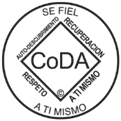 SE FIEL
AUTO-DESCUBRIMIENTO
RECUPERACION
CoDA
RESPETO
A TI MISMO
©
A TI MISMO